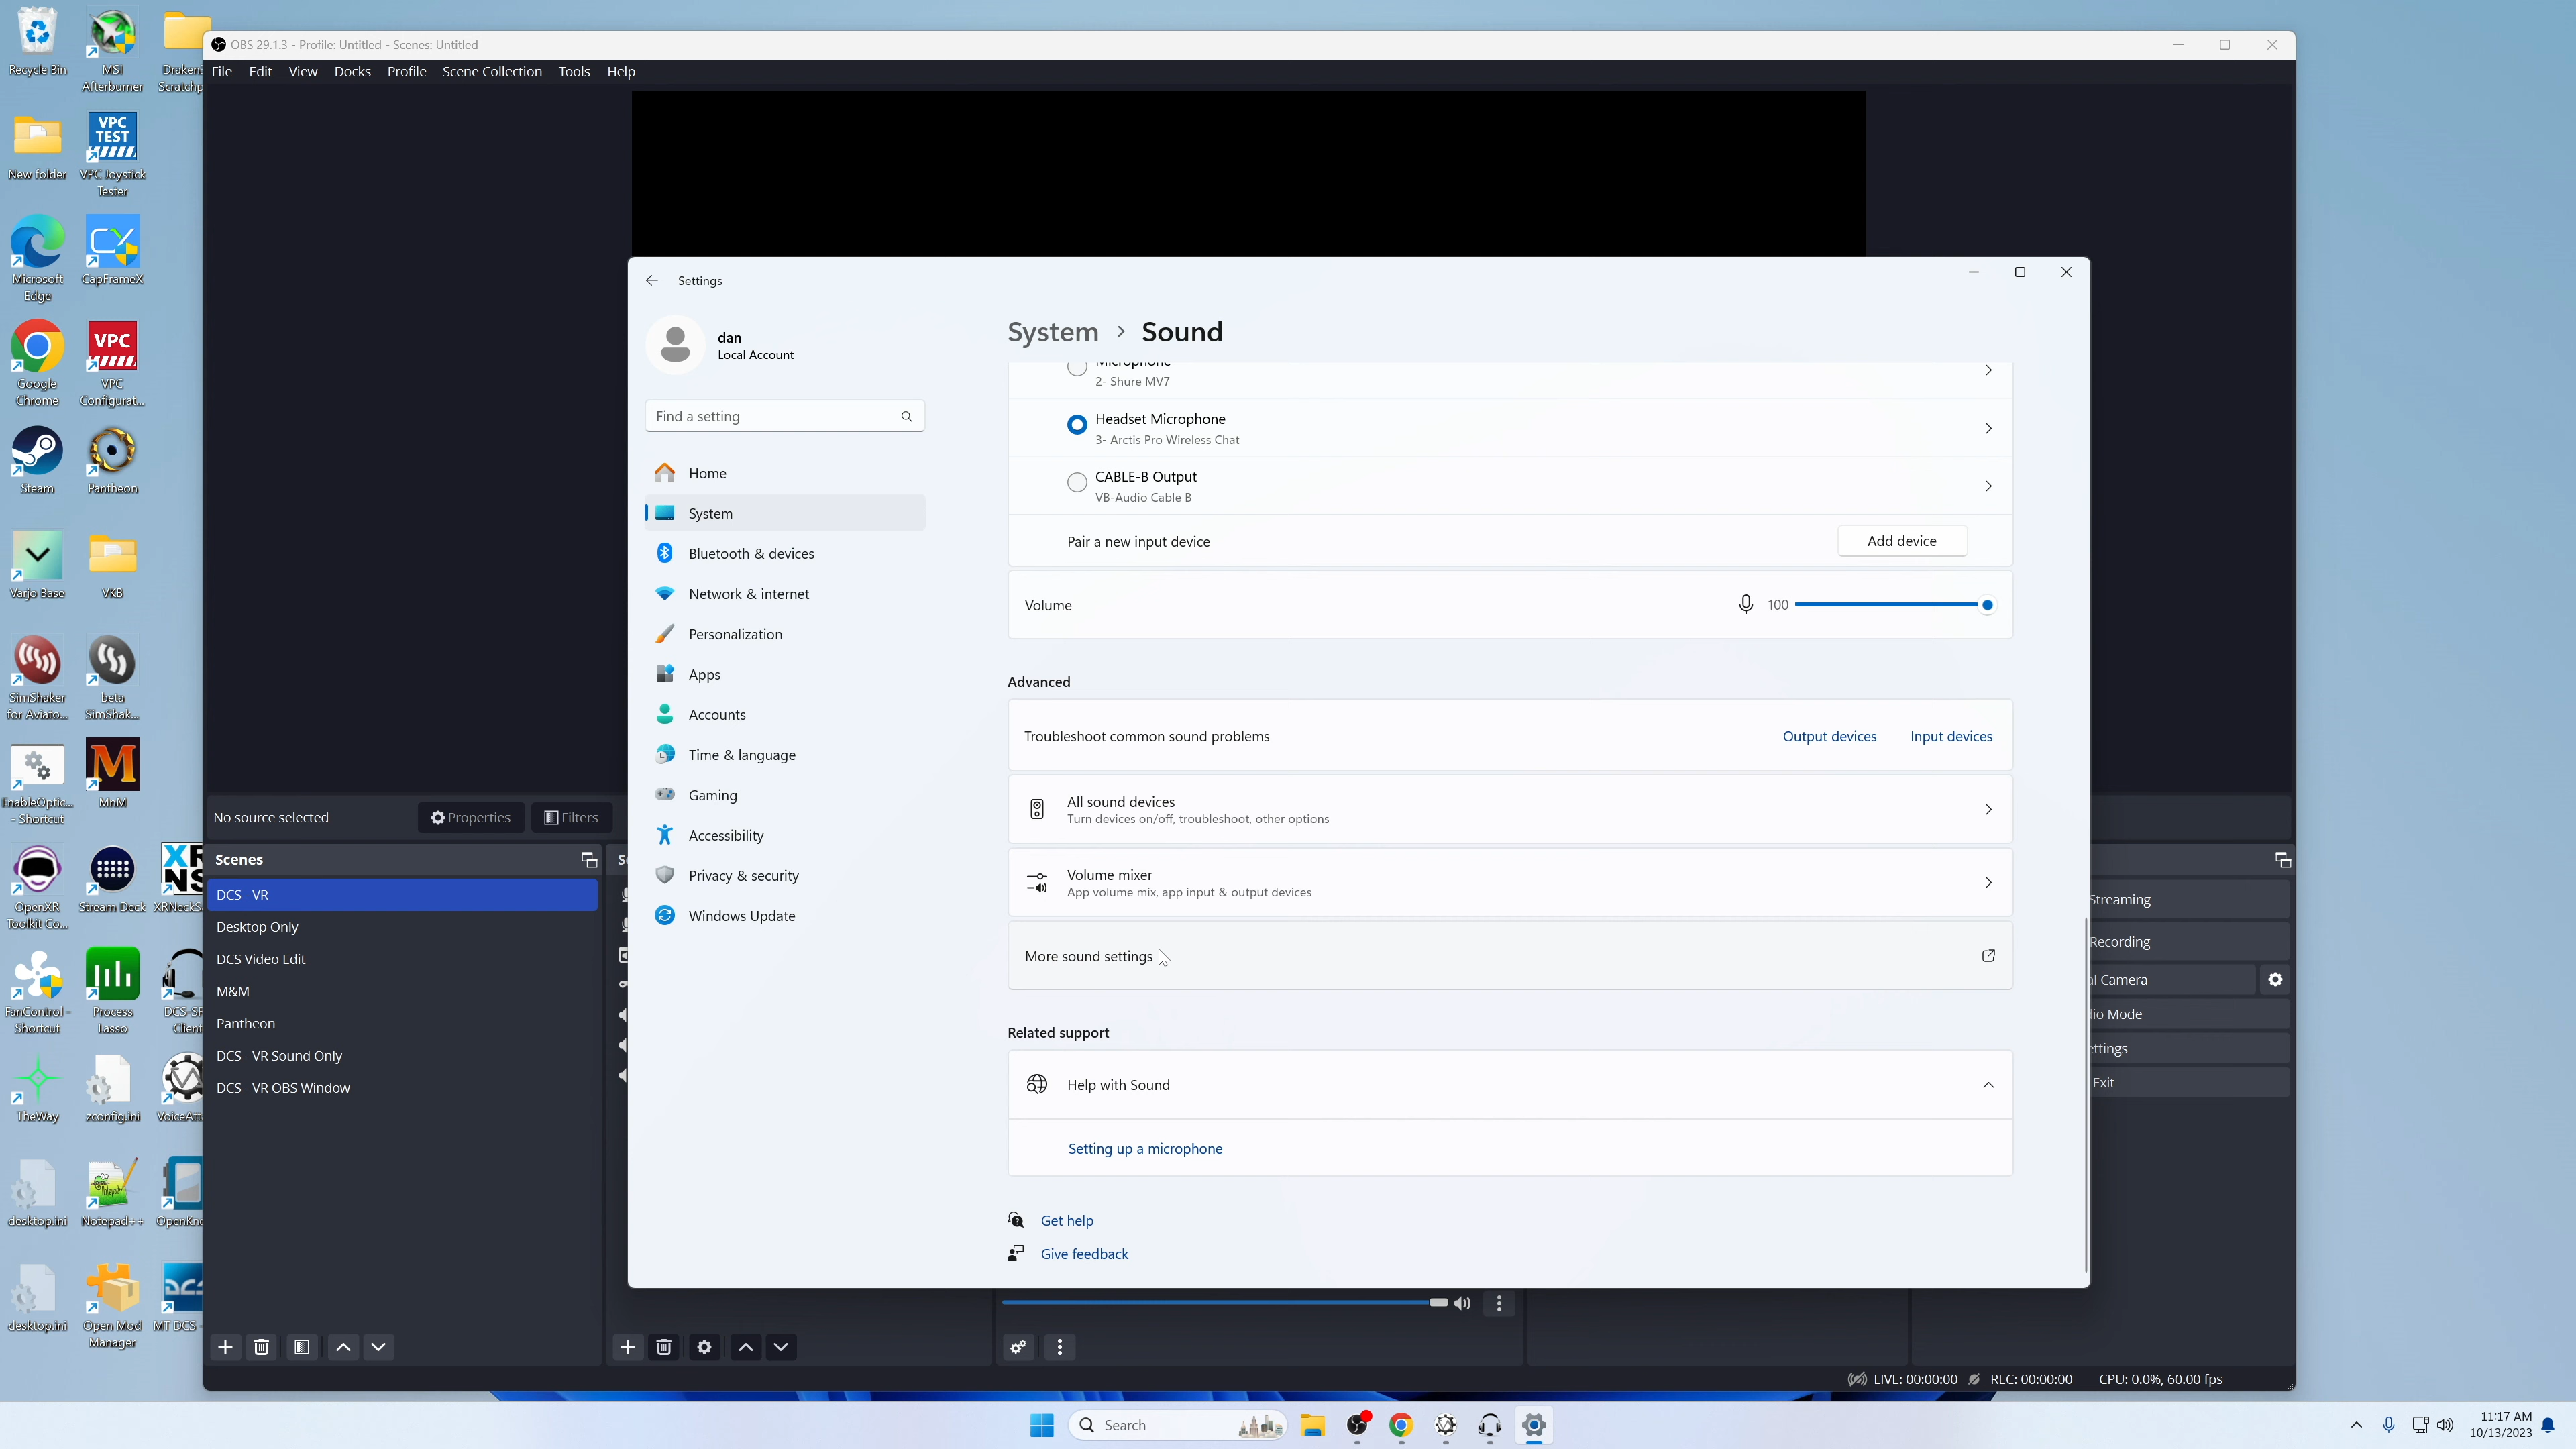 Recycle Bin
MSI
Afterburner
New folder
VPC
TEST
VPC Joystick
Tester
Microsoft
Edge
CX
CapFrameX
Google
Chrome
VPC
VPC
Configurat...
Steam
Pantheon
Varjo Base
VKB
SimShaker
for Aviato...
beta
SimShak...
EnableOptic...
- Shortcut
M
MnM
OpenXR
Toolkit Co...
Stream Deck
FanControl -
Shortcut
Process
Lasso
TheWay
zconfig.ini
desktop.ini
Notepad++
desktop.ini
Open Mod
Manager
OBS 29.1.3 - Profile: Untitled - Scenes: Untitled
File Edit View Docks Profile Scene Collection Tools Help
No source selected
Properties
Filters
Scenes
DCS - VR
Desktop Only
DCS Video Edit
M&M
Pantheon
DCS - VR Sound Only
DCS - VR OBS Window
Settings
dan
Local Account
Find a setting
Home
System
Bluetooth & devices
Network & internet
Personalization
Apps
Accounts
Time & language
Gaming
Accessibility
Privacy & security
Windows Update
System > Sound
Microphone
2- Shure MV7
Headset Microphone
3- Arctis Pro Wireless Chat
CABLE-B Output
VB-Audio Cable B
Pair a new input device
Add device
Volume
100
Advanced
Troubleshoot common sound problems
Output devices
Input devices
All sound devices
Turn devices on/off, troubleshoot, other options
Volume mixer
App volume mix, app input & output devices
More sound settings
Related support
Help with Sound
Setting up a microphone
Get help
Give feedback
Streaming
Recording
al Camera
io Mode
ettings
Exit
LIVE: 00:00:00
REC: 00:00:00
CPU: 0.0%, 60.00 fps
Search
11:17 AM
10/13/2023